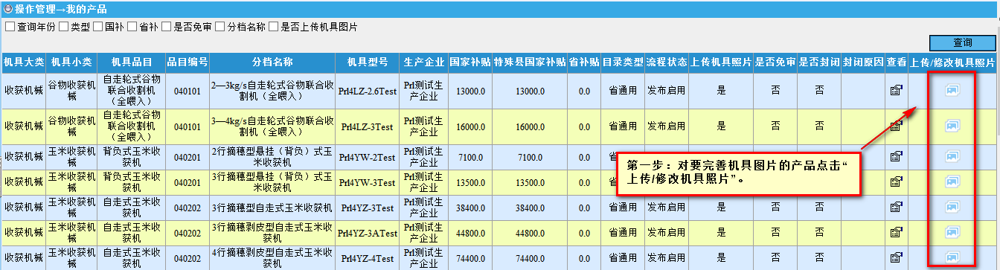 操作管理→我的产品
查询年份 类型 国补 省补 是否免审 分档名称 是否上传机具图片
查询
机具大类 机具小类 机具品目 品目编号 分档名称 机具型号 生产企业 国家补贴 特殊县国家补贴 省补贴 目录类型 流程状态 上传机具照片 是否免审 是否封闭 封闭原因 查看 上传/修改机具照片
收获机械 谷物收获机械 自走轮式谷物联合收割机（全喂入） 040101 2—3kg/s自走轮式谷物联合收割机（全喂入） Prl4LZ-2.6Test Prl测试生产企业 13000.0 13000.0 0.0 省通用 发布启用 是 否 否
收获机械 谷物收获机械 自走轮式谷物联合收割机（全喂入） 040101 3—4kg/s自走轮式谷物联合收割机（全喂入） Prl4LZ-3Test Prl测试生产企业 16000.0 16000.0 0.0 省通用 发布启用 是 否 否
收获机械 玉米收获机械 背负式玉米收获机 040201 2行摘穗型悬挂（背负）式玉米收获机 Prl4YW-2Test Prl测试生产企业 7100.0 7100.0 0.0
收获机械 玉米收获机械 背负式玉米收获机 040201 3行摘穗型悬挂（背负）式玉米收获机 Prl4YW-3Test Prl测试生产企业 13500.0 13500.0 0.0
第一步：对要完善机具图片的产品点击“
上传/修改机具照片”。
收获机械 玉米收获机械 自走式玉米收获机 040202 3行摘穗型自走式玉米收获机 Prl4YZ-3Test Prl测试生产企业 38400.0 38400.0 0.0 省通用 发布启用 是 否 否
收获机械 玉米收获机械 自走式玉米收获机 040202 3行摘穗剥皮型自走式玉米收获机 Prl4YZ-3ATest Prl测试生产企业 44800.0 44800.0 0.0 省通用 发布启用 是 否 否
收获机械 玉米收获机械 自走式玉米收获机 040202 4行摘穗剥皮型自走式玉米收获机 Prl4YZ-4Test Prl测试生产企业 74400.0 74400.0 0.0 省通用 发布启用 是 否 否